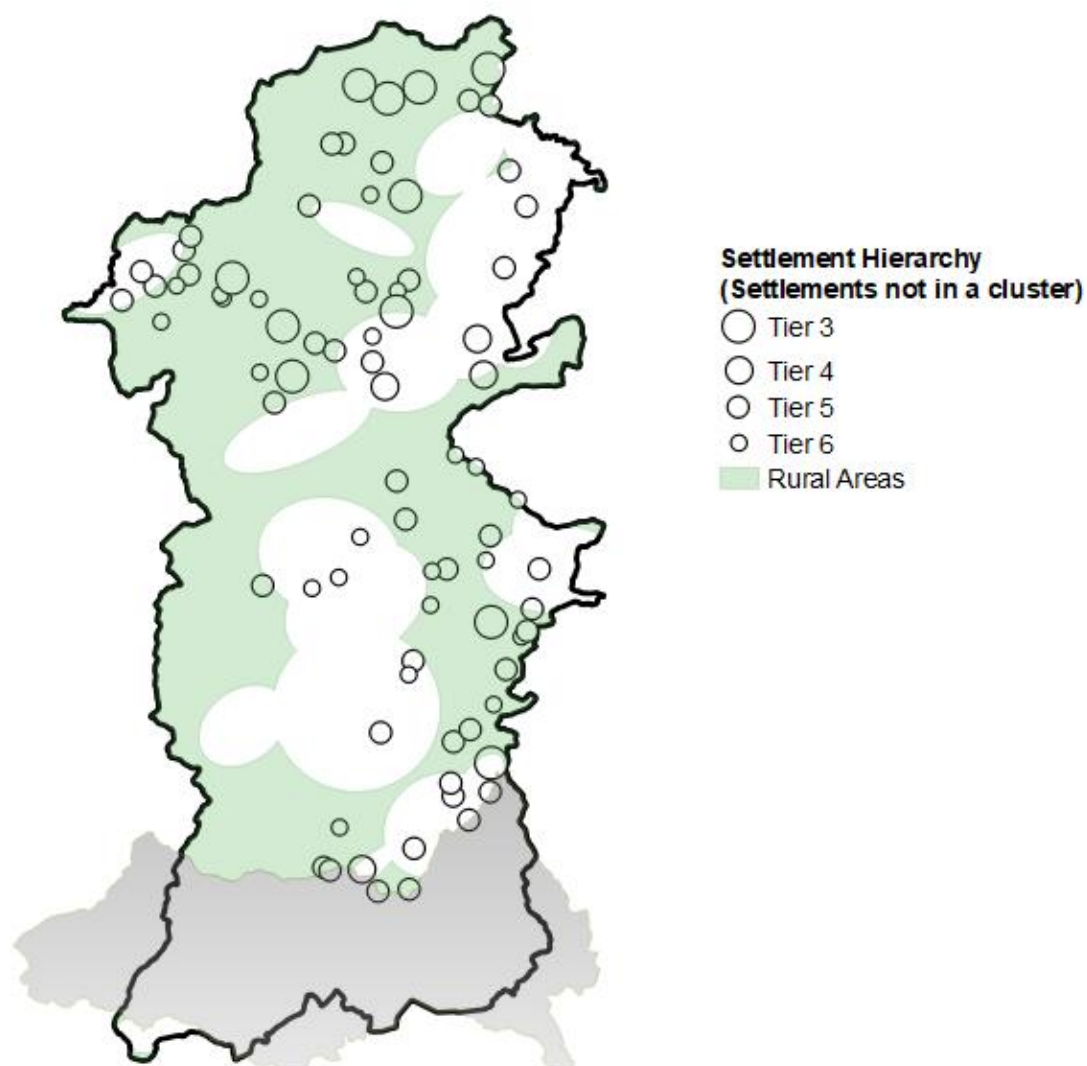 Settlement Hierarchy
(Settlements not in a cluster)
Tier 3
Tier 4
Tier 5
Tier 6
Rural Areas